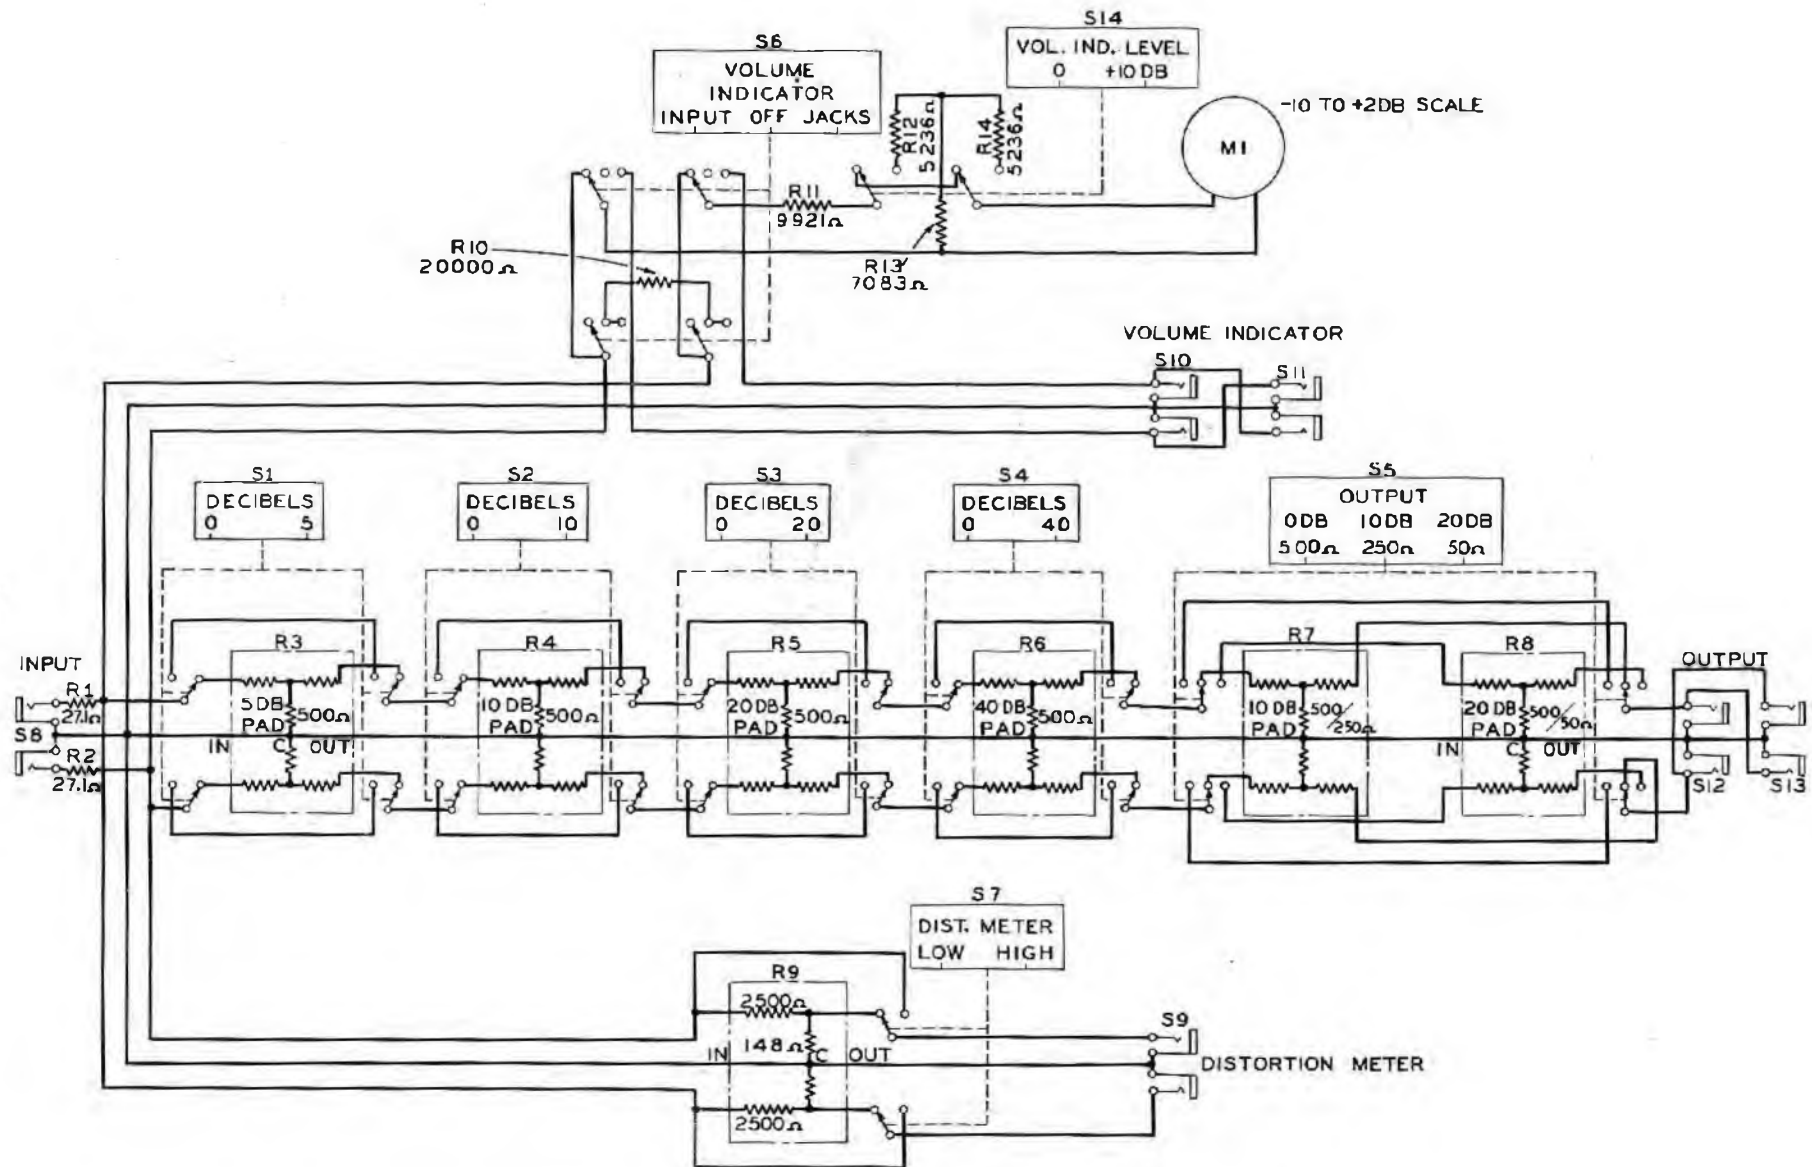 S6
VOLUME
INDICATOR
INPUT OFF JACKS
S14
VOL. IND. LEVEL
0 +10 DB
-10 TO +2DB SCALE
M1
R12
5236Ω
R14
5236Ω
R11
9921Ω
R10
20000Ω
R13
7083Ω
VOLUME INDICATOR
S10
S11
S1
DECIBELS
0 5
S2
DECIBELS
0 10
S3
DECIBELS
0 20
S4
DECIBELS
0 40
S5
OUTPUT
0DB 10DB 20DB
500Ω 250Ω 50Ω
INPUT
R1
27.1Ω
S8
R2
27.1Ω
R3
5 DB
PAD
500Ω
IN C OUT
R4
10 DB
PAD
500Ω
R5
20 DB
PAD
500Ω
R6
40 DB
PAD
500Ω
R7
10 DB
PAD
500/250Ω
R8
20 DB
PAD
500/50Ω
IN C OUT
OUTPUT
S12
S13
S7
DIST. METER
LOW HIGH
R9
2500Ω
148Ω
IN C OUT
2500Ω
S9
DISTORTION METER